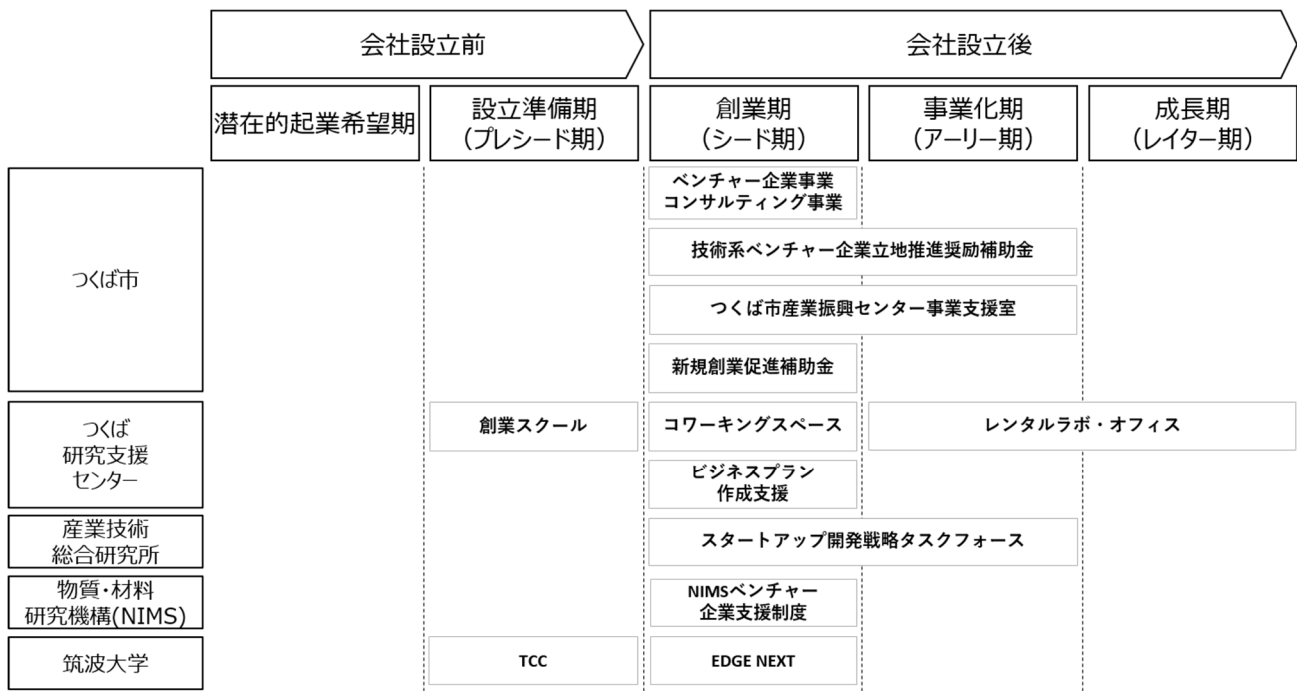 会社設立前
会社設立後
潜在的起業希望期
設立準備期
（プレシード期）
創業期
（シード期）
事業化期
（アーリー期）
成長期
（レイター期）
つくば市
ベンチャー企業事業
コンサルティング事業
技術系ベンチャー企業立地推進奨励補助金
つくば市産業振興センター事業支援室
新規創業促進補助金
つくば
研究支援
センター
創業スクール
コワーキングスペース
レンタルラボ・オフィス
ビジネスプラン
作成支援
産業技術
総合研究所
スタートアップ開発戦略タスクフォース
物質・材料
研究機構(NIMS)
NIMSベンチャー
企業支援制度
筑波大学
TCC
EDGE NEXT